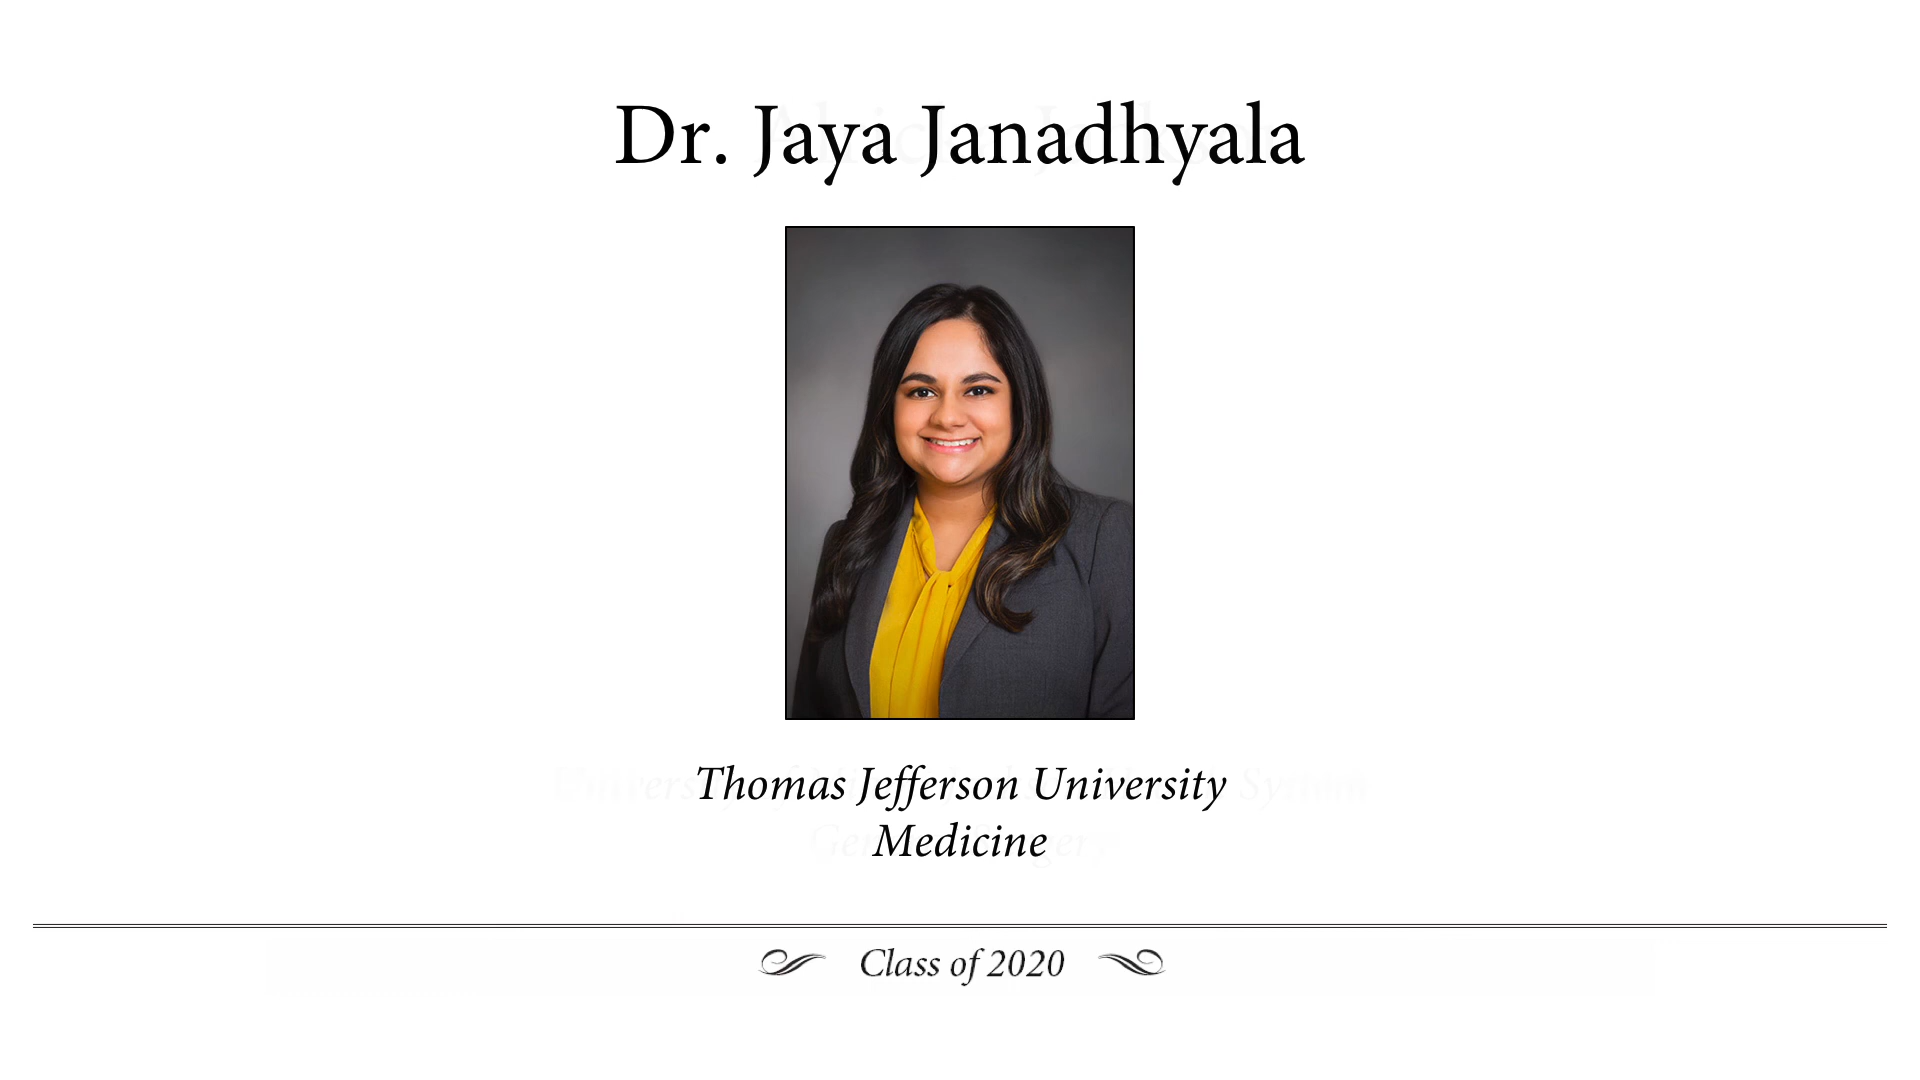 Dr. Jaya Janadhyala
Thomas Jefferson University
Medicine
Class of 2020